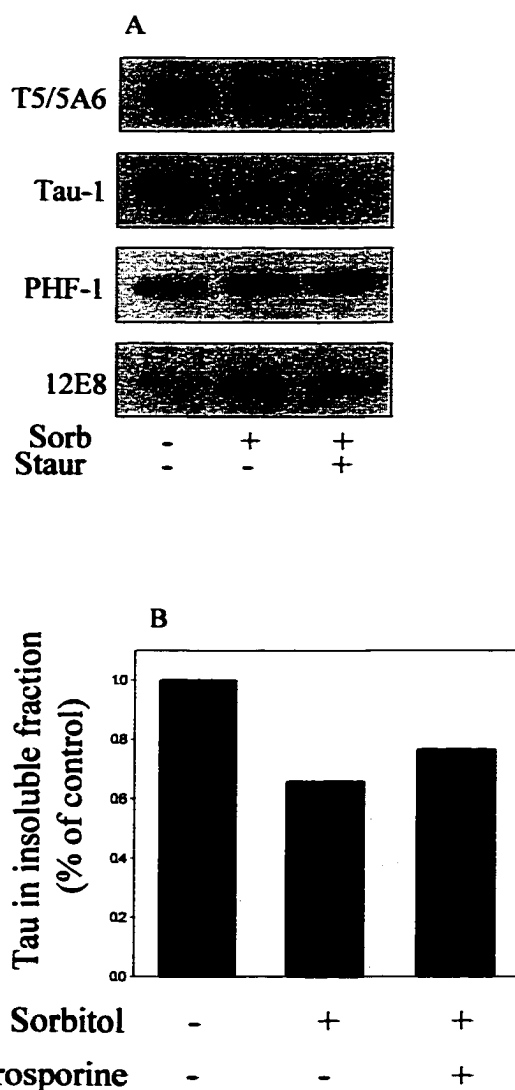 A
T5/5A6
Tau-1
PHF-1
12E8
Sorb - + +
Staur - - +
B
Tau in insoluble fraction
(% of control)
1.0
0.8
0.6
0.4
0.2
0.0
Sorbitol - + +
rosporine - - +